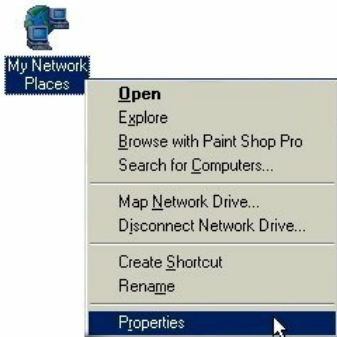 My Network
Places
Open
Explore
Browse with Paint Shop Pro
Search for Computers...
Map Network Drive...
Disconnect Network Drive...
Create Shortcut
Rename
Properties